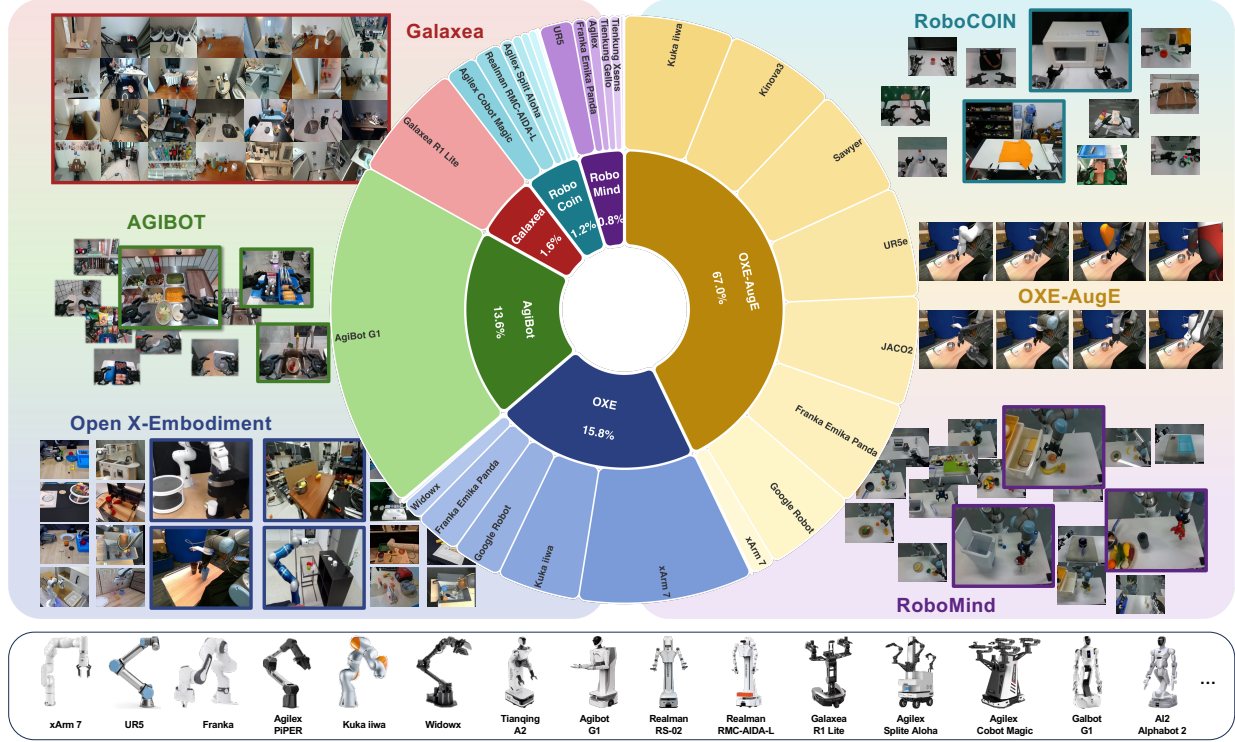 Galaxea
RoboCOIN
AGIBOT
OXE-AugE
Open X-Embodiment
RoboMind
Kuka iiwa
Kinova3
Sawyer
UR5e
JACO2
Franka Emika Panda
Google Robot
xArm 7
xArm 7
Kuka iiwa
Google Robot
Franka Emika Panda
Widowx
AgiBot G1
Galaxea R1 Lite
Agilex Cobot Magic
Realman RMC-AIDA-L
Agilex Split Aloha
UR5
Franka Emika Panda
Agilex
Tienkung Gello
Tienkung Xsens
OXE-AugE
67.0%
OXE
15.8%
AgiBot
13.6%
Galaxea
1.6%
Robo
Coin
1.2%
Robo
Mind
0.8%
xArm 7
UR5
Franka
Agilex
PiPER
Kuka iiwa
Widowx
Tianqing
A2
Agibot
G1
Realman
RS-02
Realman
RMC-AIDA-L
Galaxea
R1 Lite
Agilex
Splite Aloha
Agilex
Cobot Magic
Galbot
G1
AI2
Alphabot 2
...